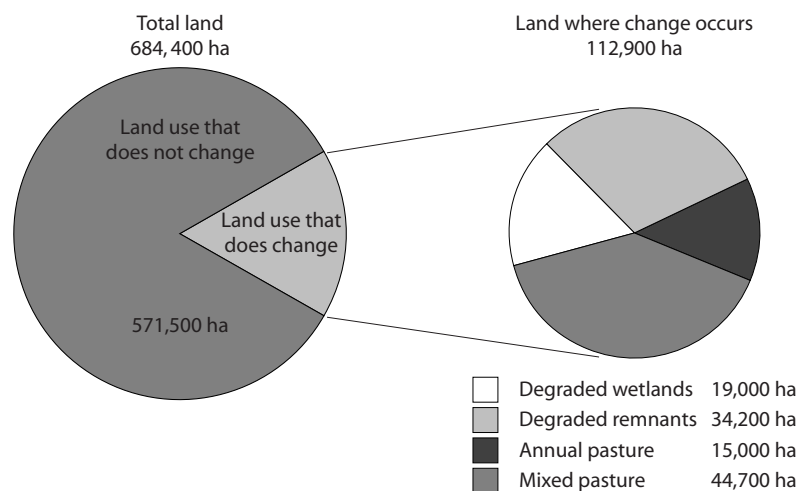 Total land
684,400 ha
Land where change occurs
112,900 ha
Land use that
does not change
Land use that
does change
571,500 ha
Degraded wetlands 19,000 ha
Degraded remnants 34,200 ha
Annual pasture 15,000 ha
Mixed pasture 44,700 ha